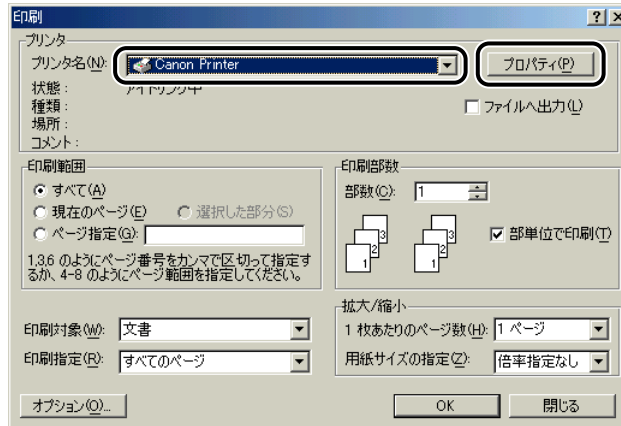 印刷
プリンタ
プリンタ名(N):
Canon Printer
プロパティ(P)
状態:
アイドリング中
種類:
ファイルへ出力(L)
場所:
コメント:
印刷範囲
すべて(A)
現在のページ(E)
選択した部分(S)
ページ指定(G):
1,3,6 のようにページ番号をカンマで区切って指定す
るか、4-8 のようにページ範囲を指定してください。
印刷部数
部数(C):
1
1
2
3
1
2
3
部単位で印刷(T)
印刷対象(W):
文書
印刷指定(R):
すべてのページ
拡大/縮小
1 枚あたりのページ数(H):
1 ページ
用紙サイズの指定(Z):
倍率指定なし
オプション(O)...
OK
閉じる